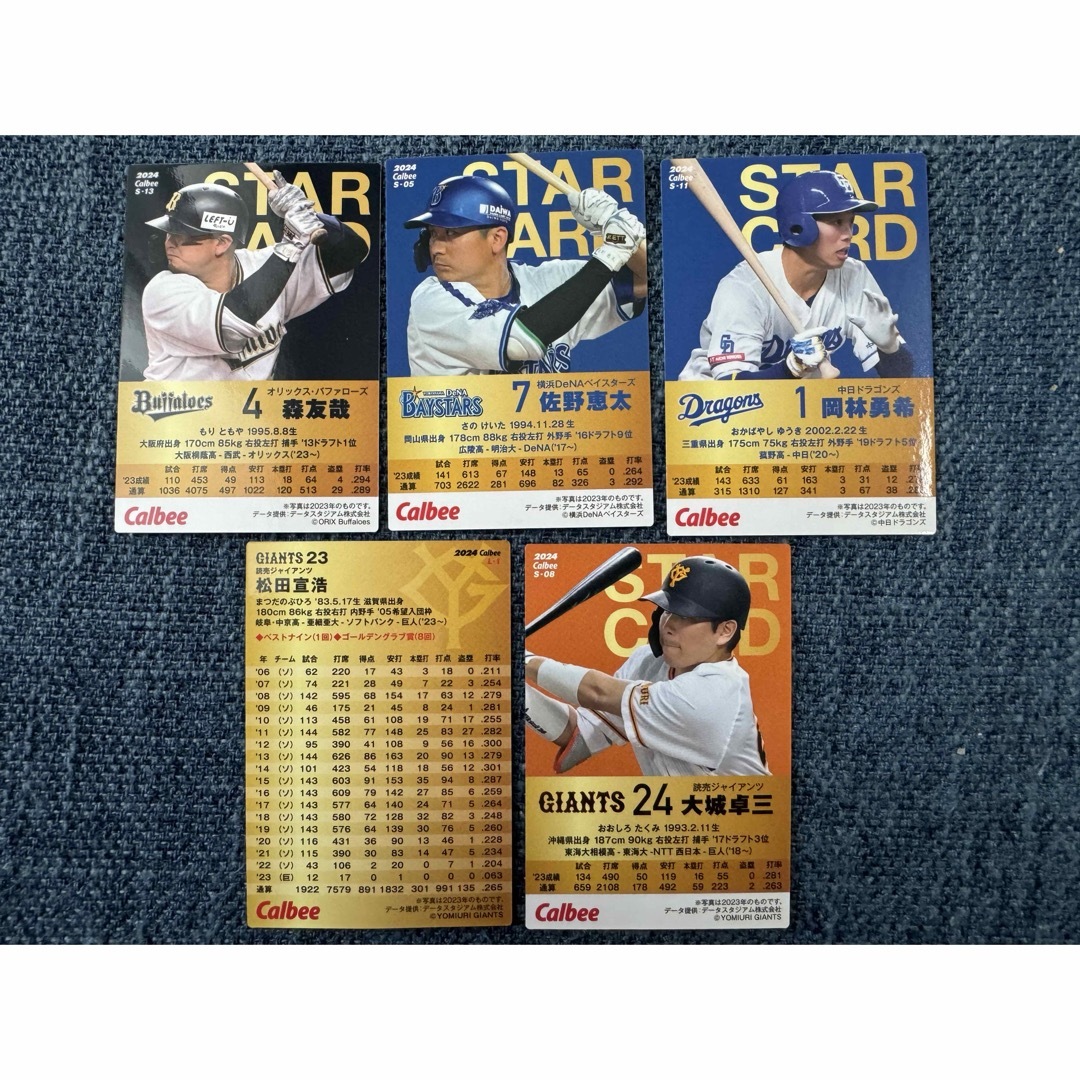 2024
Calbee
S-13
STAR
CARD
LEFT-U
Buffaloes
4
オリックス・バファローズ
森友哉
もり ともや 1995.8.8生
大阪府出身 170cm 85kg 右投左打 捕手 '13ドラフト1位
大阪桐蔭高 - 西武 - オリックス('23~)
試合 打席 得点 安打 本塁打 打点 盗塁 打率
'23成績 110 453 49 113 18 64 4 .294
通算 1036 4075 497 1022 120 513 29 .289
Calbee
※写真は2023年のものです。
データ提供:データスタジアム株式会社
©ORIX Buffaloes
2024
Calbee
S-05
STAR
CARD
DAIWA
YOKOHAMA DeNA
BAYSTARS
7
横浜DeNAベイスターズ
佐野恵太
さの けいた 1994.11.28生
岡山県出身 178cm 88kg 右投左打 外野手 '16ドラフト9位
広陵高 - 明治大 - DeNA('17~)
試合 打席 得点 安打 本塁打 打点 盗塁 打率
'23成績 141 613 67 148 13 65 0 .264
通算 703 2622 281 696 82 326 3 .292
Calbee
※写真は2023年のものです。
データ提供:データスタジアム株式会社
©横浜DeNAベイスターズ
2024
Calbee
S-11
STAR
CARD
Dragons
Dragons
1
中日ドラゴンズ
岡林勇希
おかばやし ゆうき 2002.2.22 生
三重県出身 175cm 75kg 右投左打 外野手 '19ドラフト5位
菰野高 - 中日('20~)
試合 打席 得点 安打 本塁打 打点 盗塁 打率
'23成績 143 633 61 163 3 31 12
通算 315 1310 127 341 3 67 38
Calbee
※写真は2023年のものです。
データ提供:データスタジアム株式会社
©中日ドラゴンズ
GIANTS 23
2024 Calbee
L-1
読売ジャイアンツ
松田宣浩
まつだのぶひろ '83.5.17生 滋賀県出身
180cm 86kg 右投右打 内野手 '05希望入団枠
岐阜・中京高 - 亜細亜大 - ソフトバンク - 巨人('23~)
◆ベストナイン(1回)◆ゴールデングラブ賞(8回)
年 チーム 試合 打席 得点 安打 本塁打 打点 盗塁 打率
'06 (ソ) 62 220 17 43 3 18 0 .211
'07 (ソ) 74 221 28 49 7 22 3 .254
'08 (ソ) 142 595 68 154 17 63 12 .279
'09 (ソ) 46 175 21 45 8 24 1 .281
'10 (ソ) 113 458 61 108 19 71 17 .255
'11 (ソ) 144 582 77 148 25 83 27 .282
'12 (ソ) 95 390 41 108 9 56 16 .300
'13 (ソ) 144 626 86 163 20 90 13 .279
'14 (ソ) 101 423 54 118 18 56 12 .301
'15 (ソ) 143 603 91 153 35 94 8 .287
'16 (ソ) 143 609 79 142 27 85 6 .259
'17 (ソ) 143 577 64 140 24 71 5 .264
'18 (ソ) 143 580 72 128 32 82 3 .248
'19 (ソ) 143 576 64 139 30 76 5 .260
'20 (ソ) 116 431 36 90 13 46 1 .228
'21 (ソ) 115 390 30 83 14 47 5 .234
'22 (ソ) 43 106 2 20 0 7 1 .204
'23 (巨) 12 17 0 1 0 0 0 .063
通算 1922 7579 891 1832 301 991 135 .265
Calbee
※写真は2023年のものです。
データ提供:データスタジアム株式会社
©YOMIURI GIANTS
2024
Calbee
S-08
STAR
CARD
GIANTS
24
読売ジャイアンツ
大城卓三
おおしろ たくみ 1993.2.11生
沖縄県出身 187cm 90kg 右投左打 捕手 '17ドラフト3位
東海大相模高 - 東海大 - NTT 西日本 - 巨人('18~)
試合 打席 得点 安打 本塁打 打点 盗塁 打率
'23成績 134 490 50 119 16 55 0 .281
通算 659 2108 178 492 59 223 2 .263
Calbee
※写真は2023年のものです。
データ提供:データスタジアム株式会社
©YOMIURI GIANTS